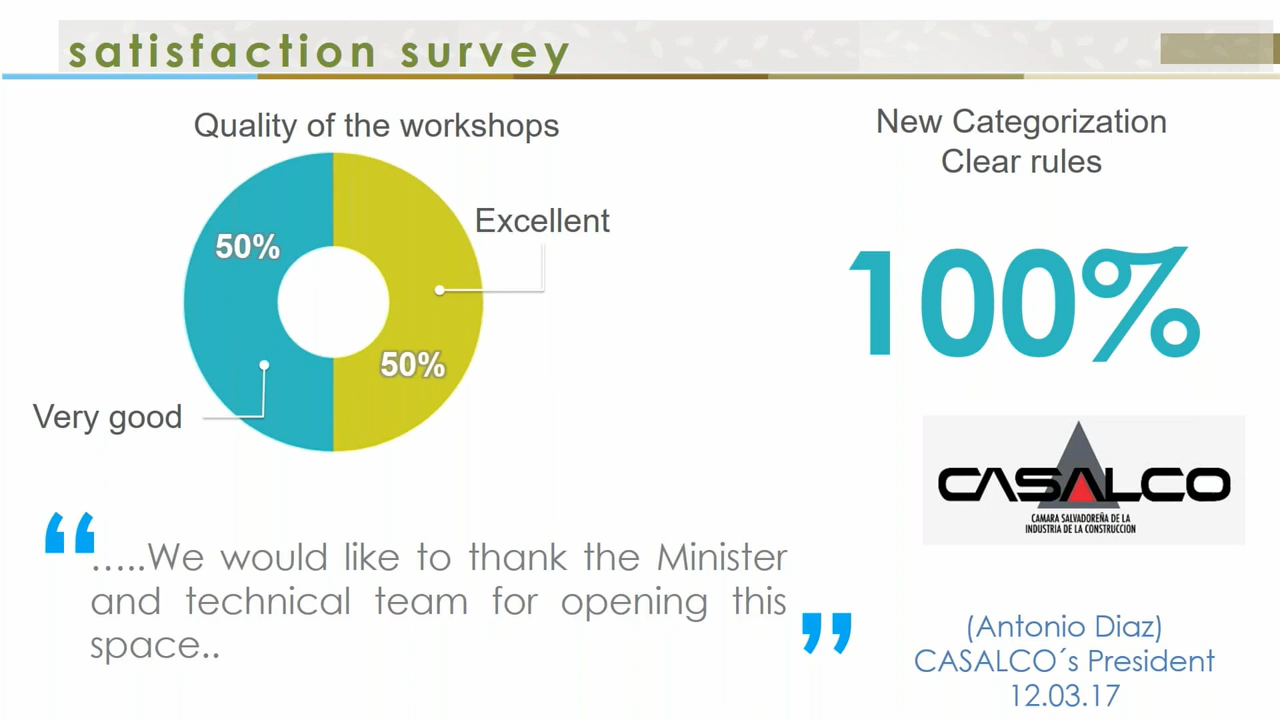 satisfaction survey
Quality of the workshops
50%
Excellent
50%
Very good
New Categorization
Clear rules
100%
CASALCO
CAMARA SALVADOREÑA DE LA
INDUSTRIA DE LA CONSTRUCCION
“
.....We would like to thank the Minister
and technical team for opening this
space..
”
(Antonio Diaz)
CASALCO´s President
12.03.17